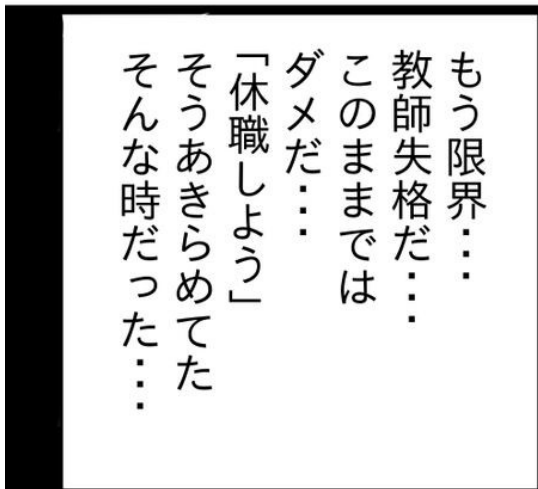 もう限界・・・
教師失格だ・・・
このままでは
ダメだ・・・
「休職しよう」
そうあきらめてた
そんな時だった・・・